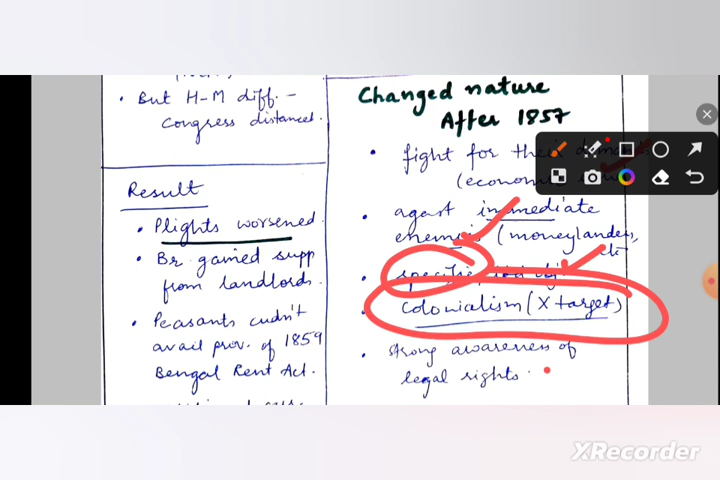 • But H-M diff. -
Congress distanced.
Result
• Plights worsened.
• Br gained supp
from landlords.
• Peasants cudn't
avail prov. of 1859
Bengal Rent Act.
Changed nature
After 1857
• fight for their
(economic
• agast immediate
enemies (moneylanders,
etc
• specific
• Colonialism (X target)
• strong awareness of
legal rights.
XRecorder